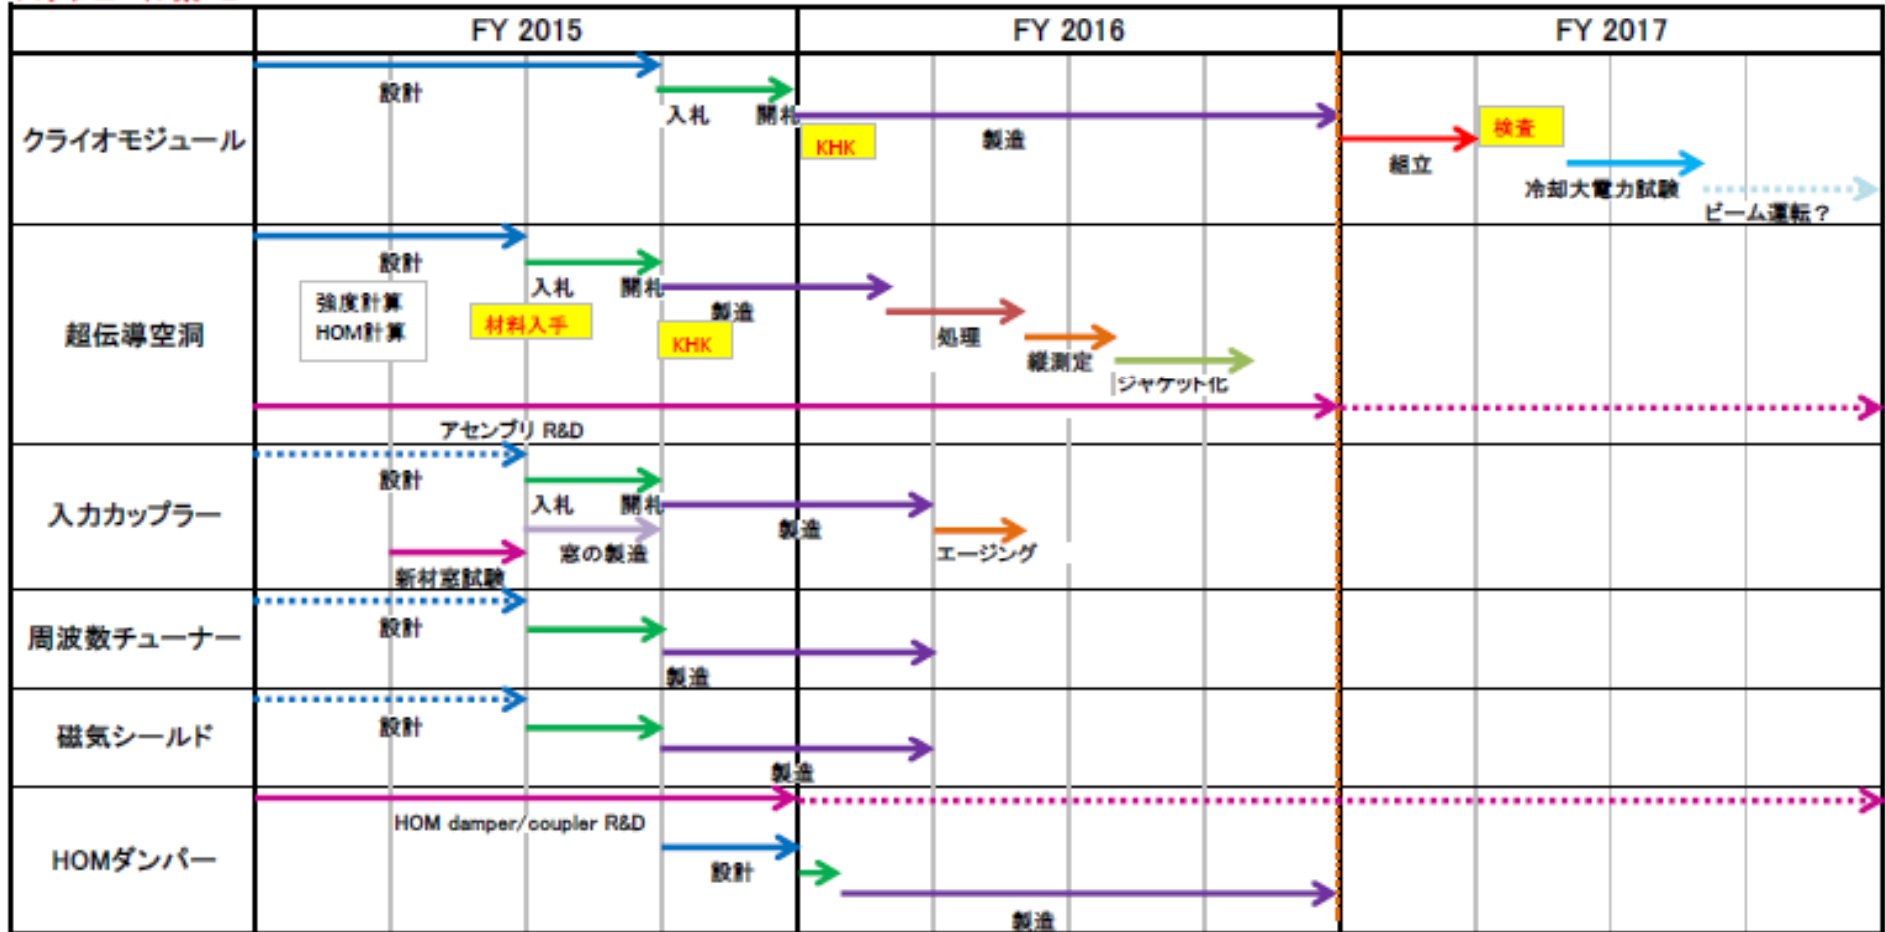 FY 2015
FY 2016
FY 2017
クライオモジュール
設計
入札
開札
KHK
製造
組立
検査
冷却大電力試験
ビーム運転？
超伝導空洞
設計
強度計算
HOM計算
入札
開札
材料入手
製造
KHK
処理
縦測定
ジャケット化
アセンブリ R&D
入力カップラー
設計
入札
開札
製造
窓の製造
新材窓試験
エージング
周波数チューナー
設計
製造
磁気シールド
設計
製造
HOMダンパー
HOM damper/coupler R&D
設計
製造